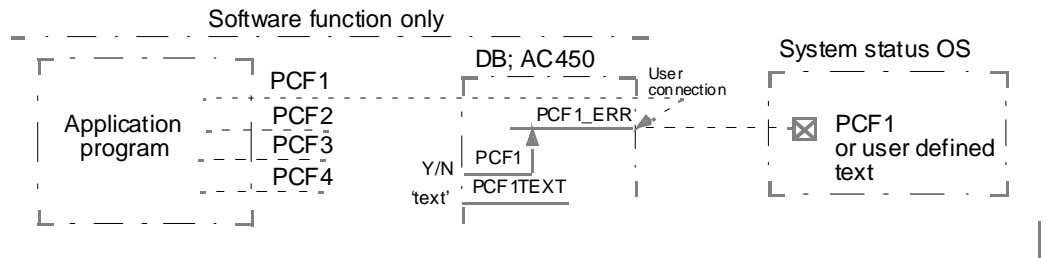 Software function only
DB; AC450
System status OS
User
connection
PCF1
PCF1_ERR
PCF2
PCF3
PCF4
Application
program
Y/N
PCF1
'text'
PCF1TEXT
PCF1
or user defined
text